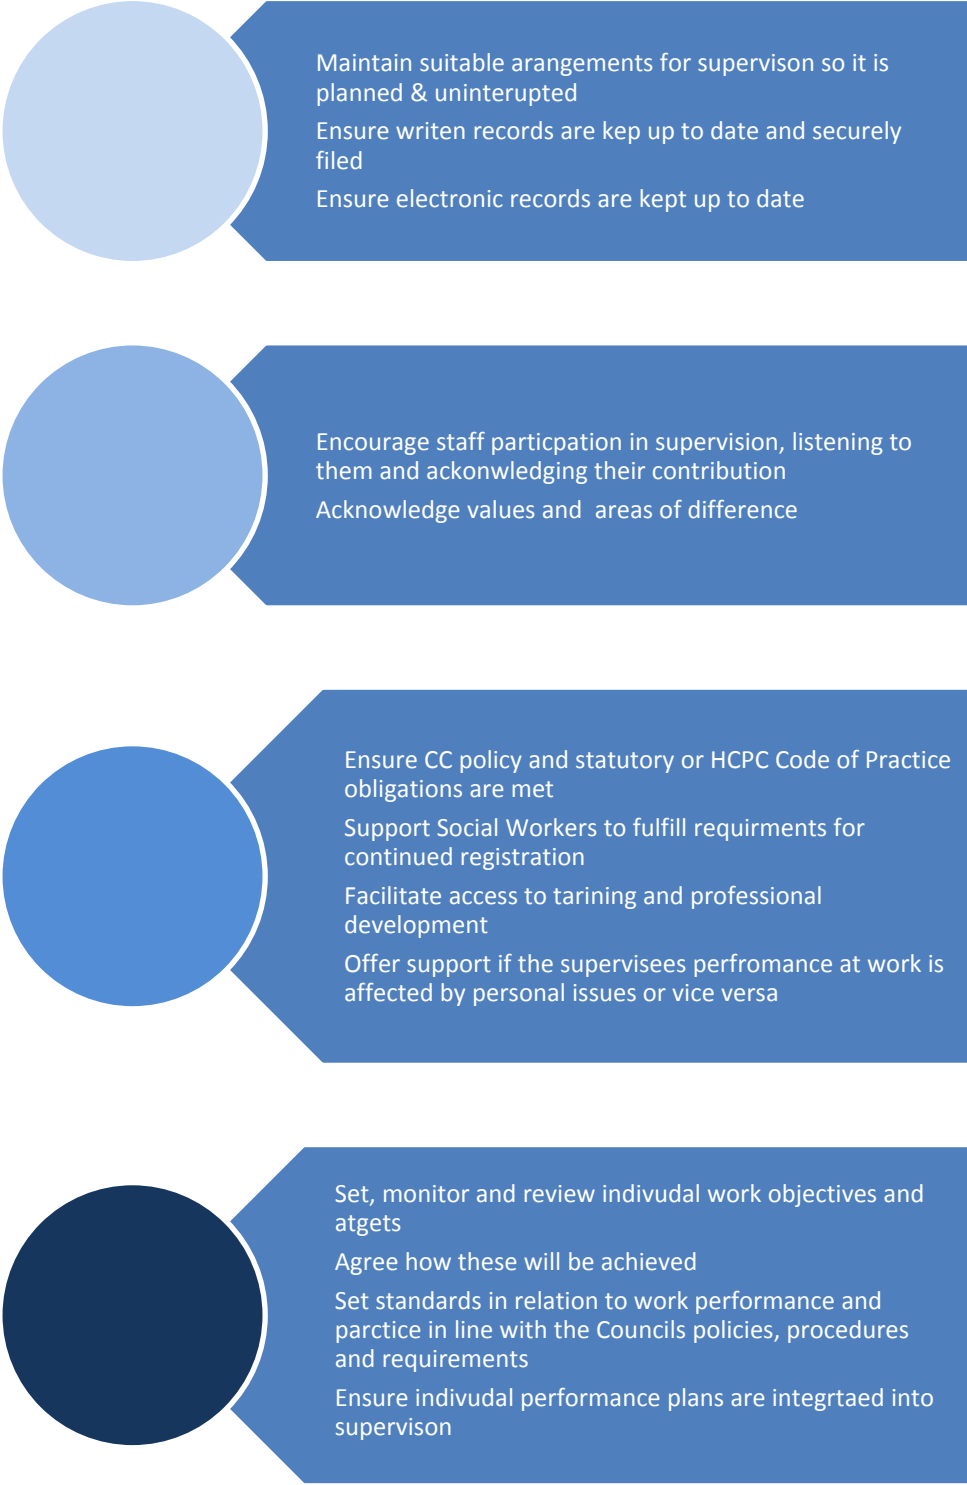 Maintain suitable arangements for supervison so it is
planned & uninterupted
Ensure writen records are kep up to date and securely
filed
Ensure electronic records are kept up to date
Encourage staff particpation in supervision, listening to
them and ackonwledging their contribution
Acknowledge values and  areas of difference
Ensure CC policy and statutory or HCPC Code of Practice
obligations are met
Support Social Workers to fulfill requirments for
continued registration
Facilitate access to tarining and professional
development
Offer support if the supervisees perfromance at work is
affected by personal issues or vice versa
Set, monitor and review indivudal work objectives and
atgets
Agree how these will be achieved
Set standards in relation to work performance and
parctice in line with the Councils policies, procedures
and requirements
Ensure indivudal performance plans are integrtaed into
supervison